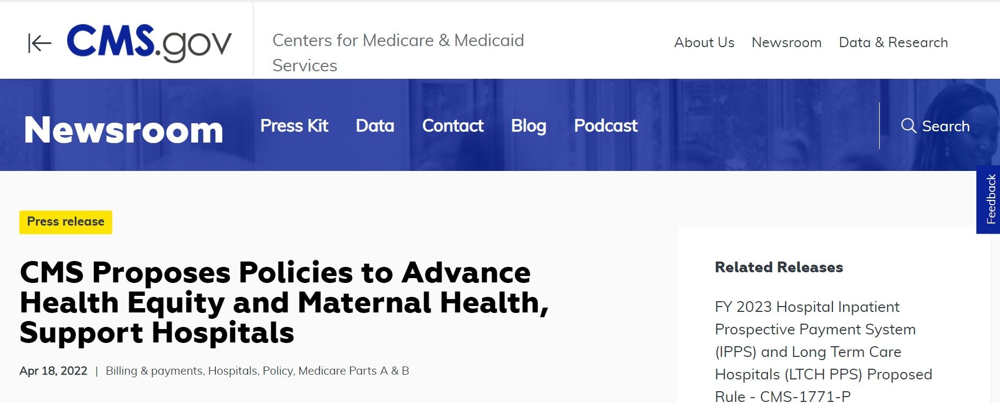 CMS.gov
Centers for Medicare & Medicaid
Services
About Us
Newsroom
Data & Research
Newsroom
Press Kit
Data
Contact
Blog
Podcast
Search
Feedback
Press release
CMS Proposes Policies to Advance
Health Equity and Maternal Health,
Support Hospitals
Apr 18, 2022 | Billing & payments, Hospitals, Policy, Medicare Parts A & B
Related Releases
FY 2023 Hospital Inpatient
Prospective Payment System
(IPPS) and Long Term Care
Hospitals (LTCH PPS) Proposed
Rule - CMS-1771-P